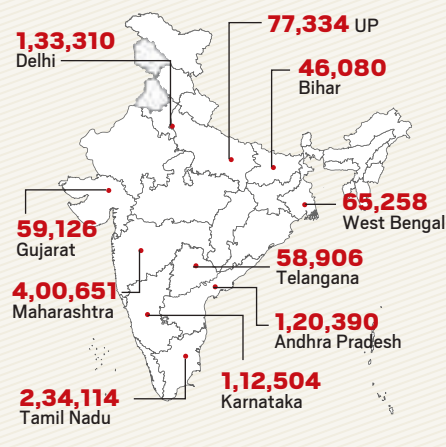 77,334 UP
1,33,310
Delhi
46,080
Bihar
65,258
West Bengal
59,126
Gujarat
58,906
Telangana
4,00,651
Maharashtra
1,20,390
Andhra Pradesh
1,12,504
Karnataka
2,34,114
Tamil Nadu